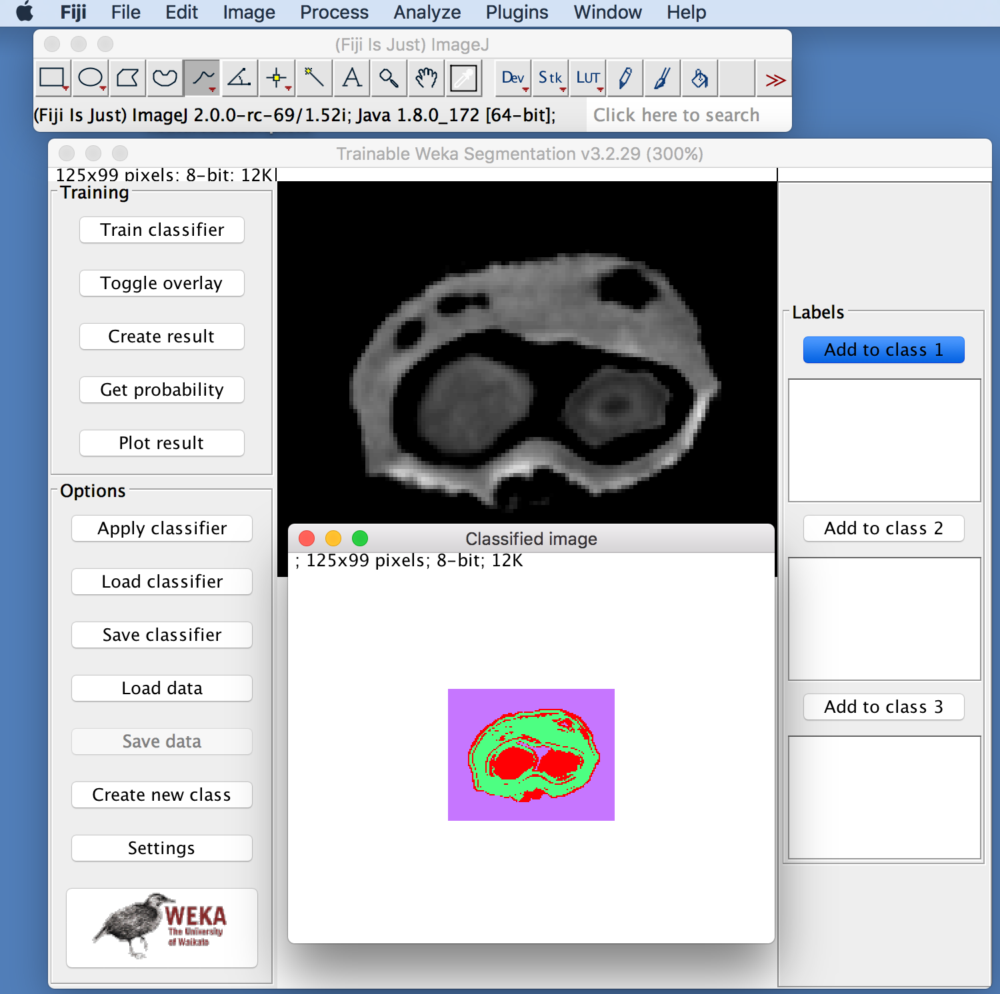 Fiji File Edit Image Process Analyze Plugins Window Help
(Fiji Is Just) ImageJ
A Dev Stk LUT >>
(Fiji Is Just) ImageJ 2.0.0-rc-69/1.52i; Java 1.8.0_172 [64-bit];
Click here to search
Trainable Weka Segmentation v3.2.29 (300%)
125x99 pixels; 8-bit; 12K
Training
Train classifier
Toggle overlay
Create result
Get probability
Plot result
Options
Apply classifier
Load classifier
Save classifier
Load data
Save data
Create new class
Settings
WEKA
The University
of Waikato
Classified image
; 125x99 pixels; 8-bit; 12K
Labels
Add to class 1
Add to class 2
Add to class 3